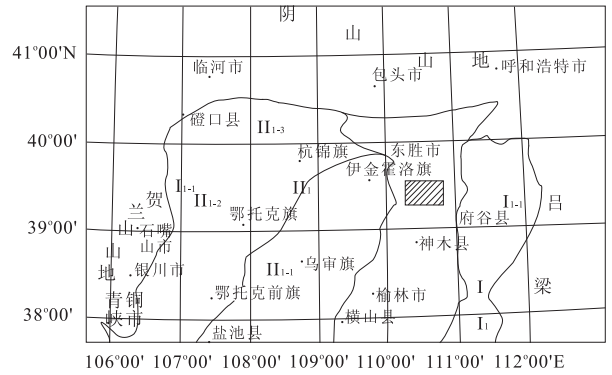 阴
山
山
地
41°00'N
临河市
包头市
呼和浩特市
磴口县
II1-3
40°00'
杭锦旗
东胜市
伊金霍洛旗
I1-1
II1-2
II1
I1-1
贺
兰
山
地
鄂托克旗
府谷县
吕
梁
39°00'
石嘴
山市
神木县
山
银川市
II1-1
乌审旗
I
鄂托克前旗
榆林市
青铜
峡市
横山县
I1
38°00'
盐池县
106°00' 107°00' 108°00' 109°00' 110°00' 111°00' 112°00'E